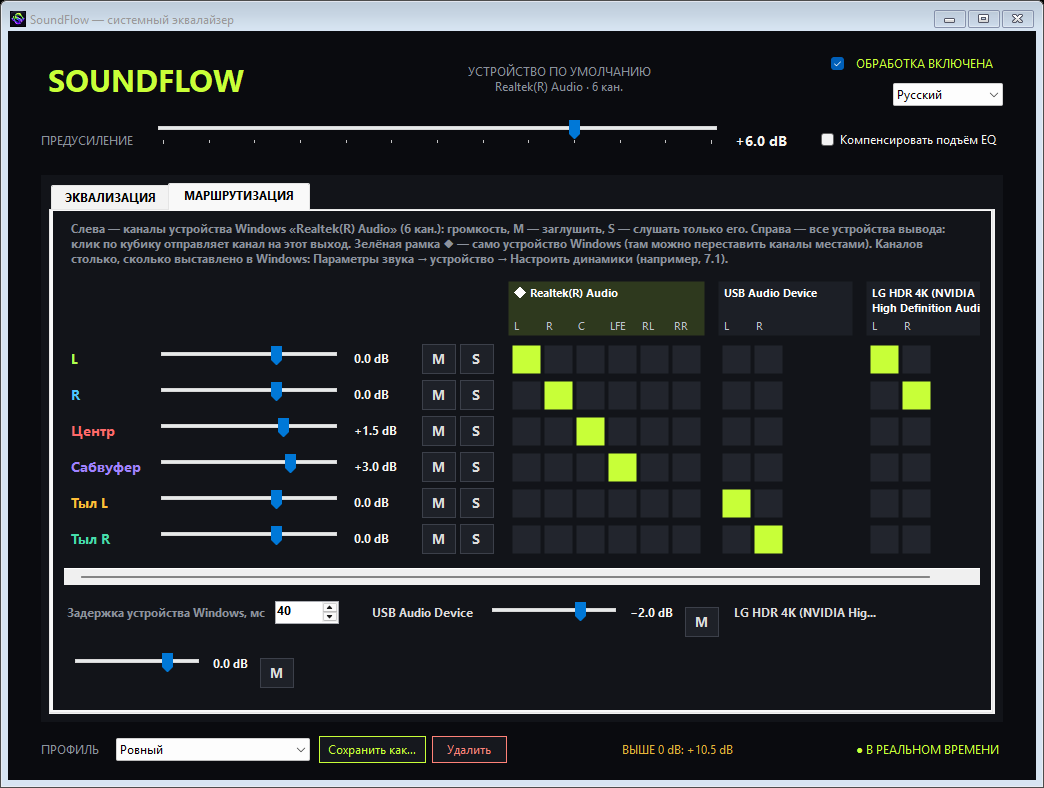 SoundFlow — системный эквалайзер
SOUNDFLOW
УСТРОЙСТВО ПО УМОЛЧАНИЮ
Realtek(R) Audio · 6 кан.
ОБРАБОТКА ВКЛЮЧЕНА
Русский
ПРЕДУСИЛЕНИЕ
+6.0 dB
Компенсировать подъём EQ
ЭКВАЛИЗАЦИЯ
МАРШРУТИЗАЦИЯ
Слева — каналы устройства Windows «Realtek(R) Audio» (6 кан.): громкость, M — заглушить, S — слушать только его. Справа — все устройства вывода:
клик по кубику отправляет канал на этот выход. Зелёная рамка ◆ — само устройство Windows (там можно переставить каналы местами). Каналов
столько, сколько выставлено в Windows: Параметры звука → устройство → Настроить динамики (например, 7.1).
◆ Realtek(R) Audio
L R C LFE RL RR
USB Audio Device
L R
LG HDR 4K (NVIDIA
High Definition Audi
L R
L 0.0 dB M S
R 0.0 dB M S
Центр +1.5 dB M S
Сабвуфер +3.0 dB M S
Тыл L 0.0 dB M S
Тыл R 0.0 dB M S
Задержка устройства Windows, мс 40
USB Audio Device −2.0 dB M
LG HDR 4K (NVIDIA Hig...
0.0 dB M
ПРОФИЛЬ
Ровный
Сохранить как...
Удалить
ВЫШЕ 0 dB: +10.5 dB
● В РЕАЛЬНОМ ВРЕМЕНИ